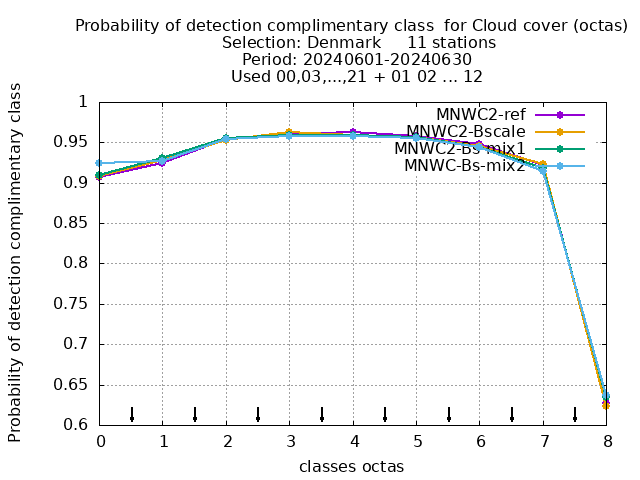 Probability of detection complimentary class  for Cloud cover (octas)
Selection: Denmark     11 stations
Period: 20240601-20240630
Used 00,03,...,21 + 01 02 ... 12
Probability of detection complimentary class
1
0.95
0.9
0.85
0.8
0.75
0.7
0.65
0.6
MNWC2-ref
MNWC2-Bscale
MNWC2-Bs-mix1
MNWC-Bs-mix2
0 1 2 3 4 5 6 7 8
classes octas